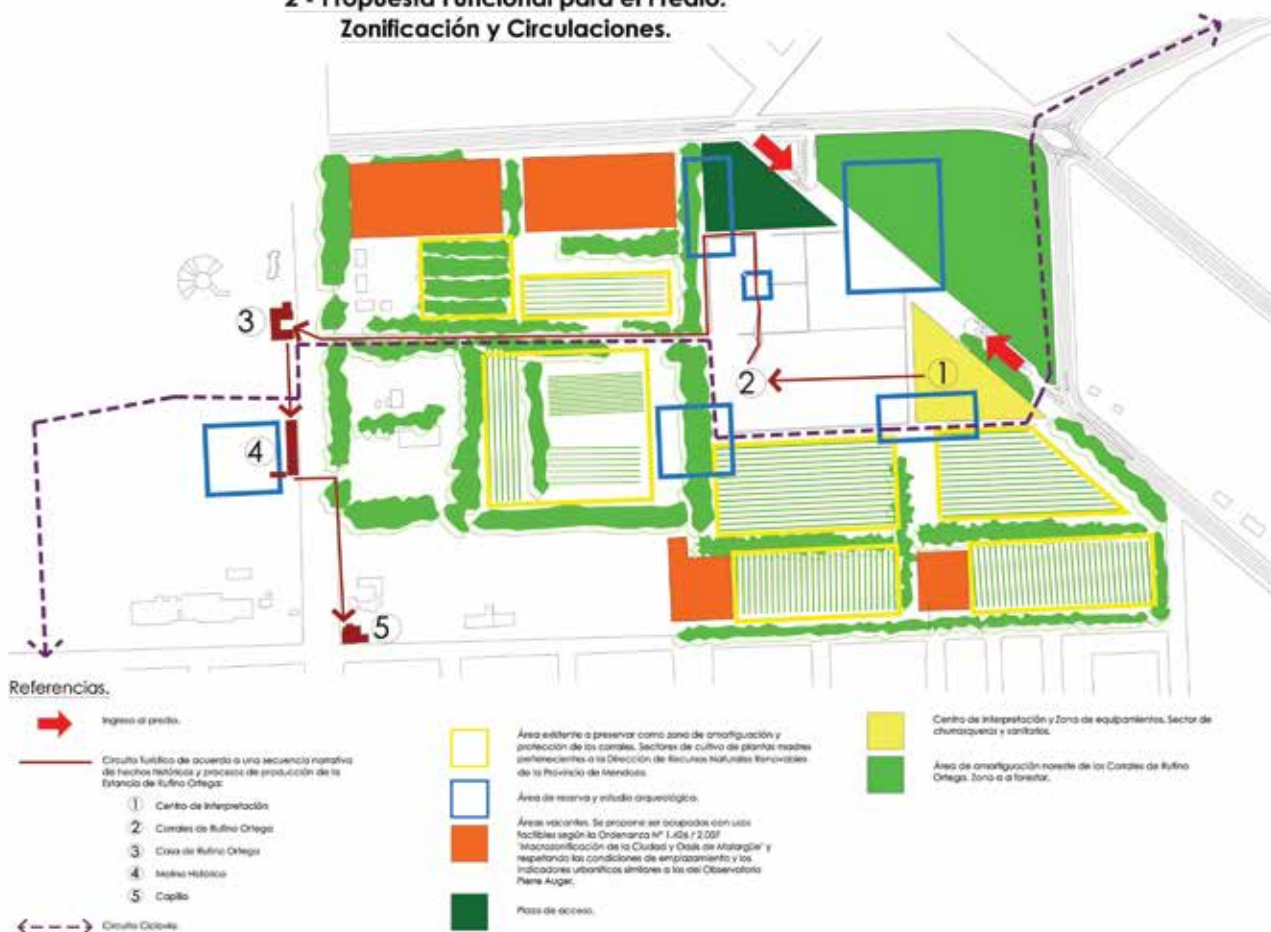 2 - Propuesta Funcional para el Predio.
Zonificación y Circulaciones.
3
2
1
4
5
Referencias.
Ingreso al predio.
Circuito Turístico de acuerdo a una secuencia narrativa
de hechos históricos y procesos de producción de la
Estancia de Rufino Ortega:
1 Centro de Interpretación
2 Corrales de Rufino Ortega
3 Casa de Rufino Ortega
4 Molino Histórico
5 Capilla
Circuito Ciclovía.
Área existente a preservar como zona de amortiguación y
protección de los corrales. Sectores de cultivo de plantas madres
pertenecientes a la Dirección de Recursos Naturales Renovables
de la Provincia de Mendoza.
Área de reserva y estudio arqueológico.
Áreas vacantes. Se propone ser ocupadas con usos
factibles según la Ordenanza Nº 1.426 / 2.007
"Macrozonificación de la Ciudad y Oasis de Malargüe" y
respetando las condiciones de emplazamiento y los
indicadores urbanísticos similares a los del Observatorio
Pierre Auger.
Plaza de acceso.
Centro de Interpretación y Zona de equipamientos. Sector de
churrasqueras y sanitarios.
Área de amortiguación noreste de los Corrales de Rufino
Ortega. Zona a a forestar.